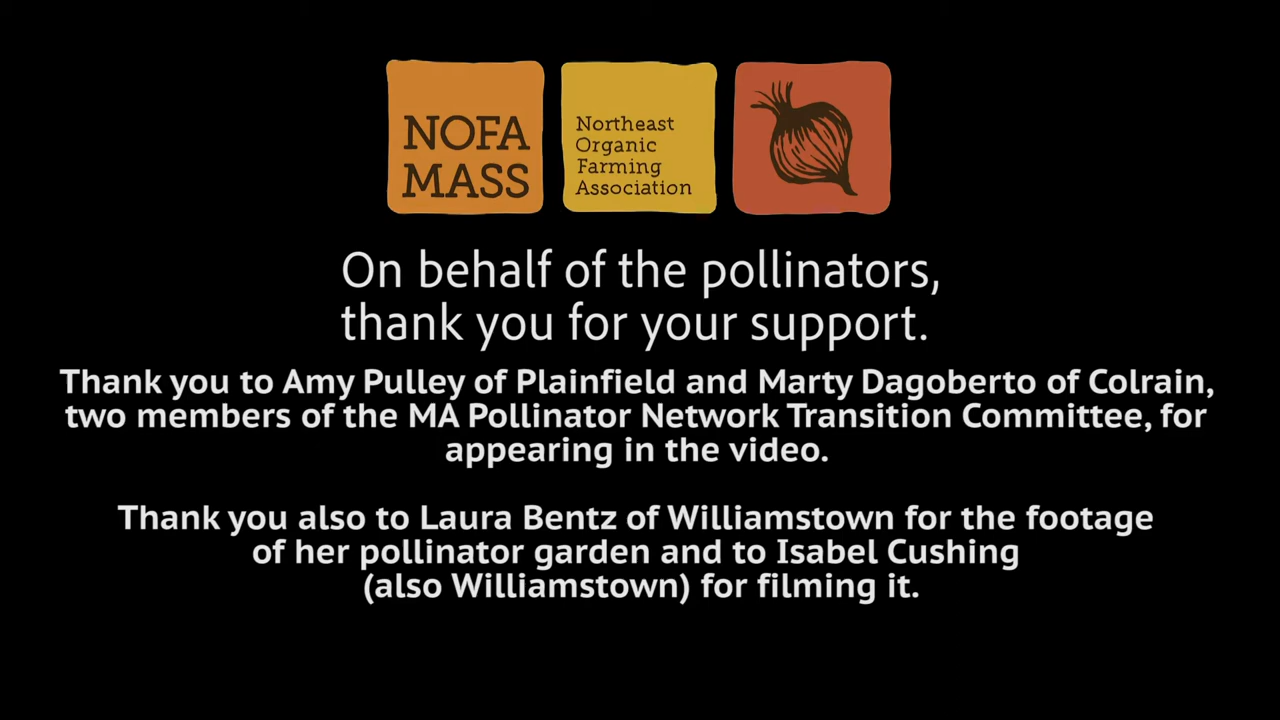 NOFA
MASS
Northeast
Organic
Farming
Association
On behalf of the pollinators,
thank you for your support.
Thank you to Amy Pulley of Plainfield and Marty Dagoberto of Colrain,
two members of the MA Pollinator Network Transition Committee, for
appearing in the video.
Thank you also to Laura Bentz of Williamstown for the footage
of her pollinator garden and to Isabel Cushing
(also Williamstown) for filming it.